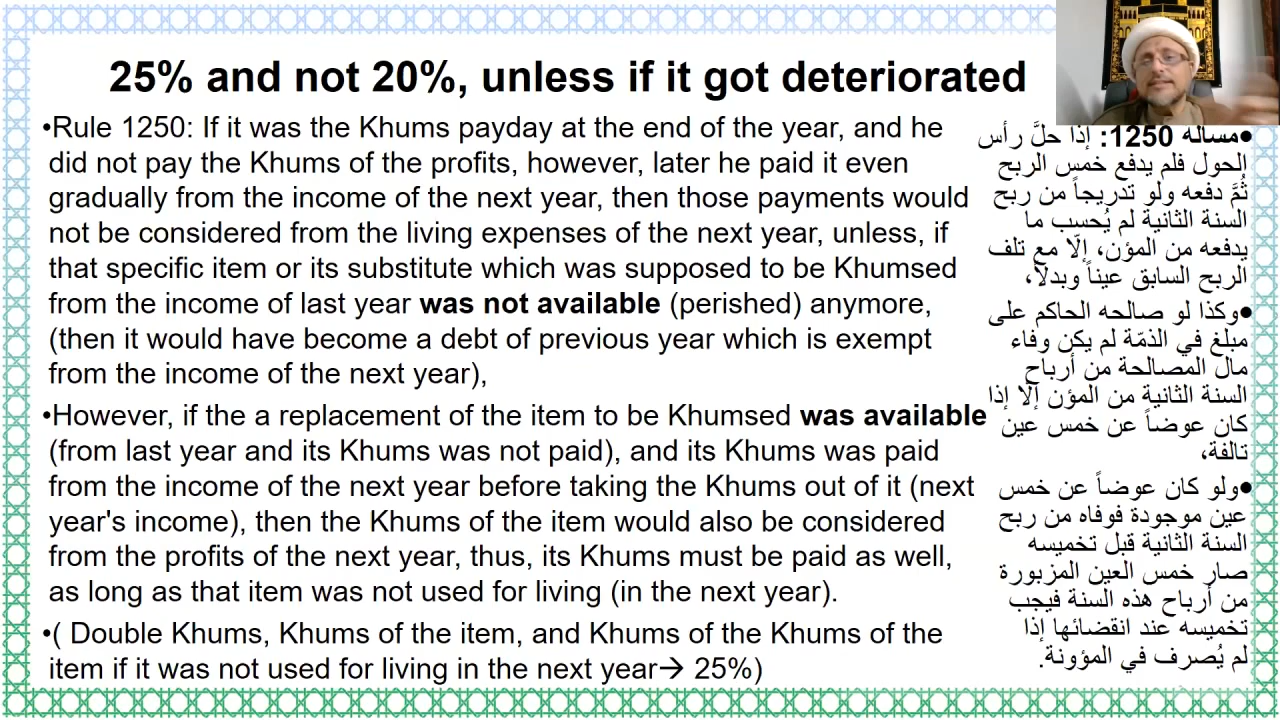 25% and not 20%, unless if it got deteriorated
•Rule 1250: If it was the Khums payday at the end of the year, and he
did not pay the Khums of the profits, however, later he paid it even
gradually from the income of the next year, then those payments would
not be considered from the living expenses of the next year, unless, if
that specific item or its substitute which was supposed to be Khumsed
from the income of last year was not available (perished) anymore,
(then it would have become a debt of previous year which is exempt
from the income of the next year),
•However, if the a replacement of the item to be Khumsed was available
(from last year and its Khums was not paid), and its Khums was paid
from the income of the next year before taking the Khums out of it (next
year's income), then the Khums of the item would also be considered
from the profits of the next year, thus, its Khums must be paid as well,
as long as that item was not used for living (in the next year).
•( Double Khums, Khums of the item, and Khums of the Khums of the
item if it was not used for living in the next year→ 25%)
•مسألة 1250: إذا حلَّ رأس
الحول فلم يدفع خمس الربح
ثُمَّ دفعه ولو تدريجاً من ربح
السنة الثانية لم يُحسب ما
يدفعه من المؤن، إلّا مع تلف
الربح السابق عيناً وبدلاً،
•وكذا لو صالحه الحاكم على
مبلغ في الذمّة لم يكن وفاء
مال المصالحة من أرباح
السنة الثانية من المؤن إلّا إذا
كان عوضاً عن خمس عين
تالفة،
•ولو كان عوضاً عن خمس
عين موجودة فوفاه من ربح
السنة الثانية قبل تخميسه
صار خمس العين المزبورة
من أرباح هذه السنة فيجب
تخميسه عند انقضائها إذا
لم يُصرف في المؤونة.